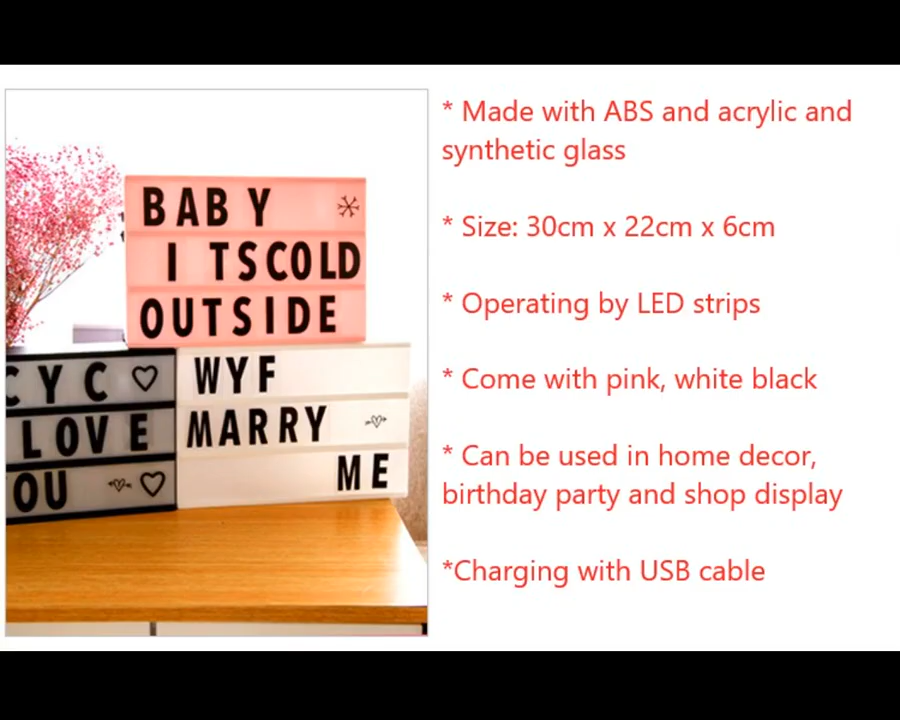 BABY
I TSCOLD
OUTSIDE
CYC
LOVE
OU
WYF
MARRY
ME
* Made with ABS and acrylic and
synthetic glass
* Size: 30cm x 22cm x 6cm
* Operating by LED strips
* Come with pink, white black
* Can be used in home decor,
birthday party and shop display
*Charging with USB cable